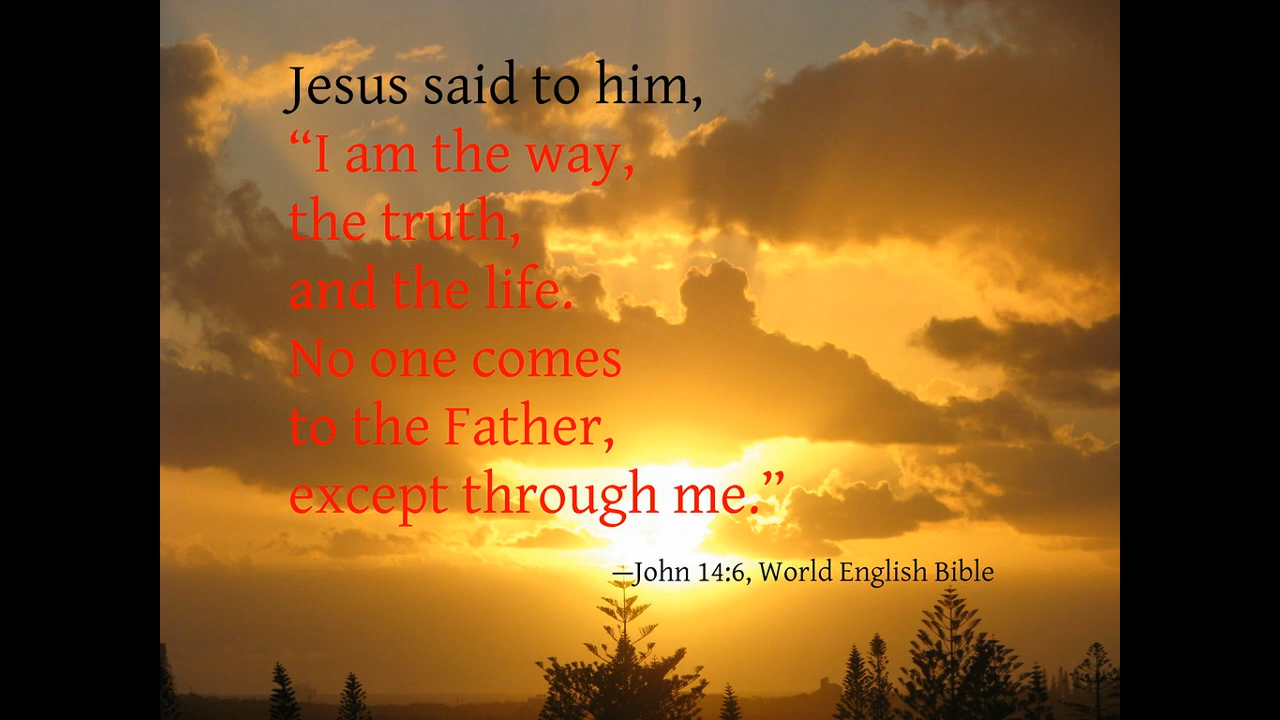 Jesus said to him,
“I am the way,
the truth,
and the life.
No one comes
to the Father,
except through me.”
—John 14:6, World English Bible